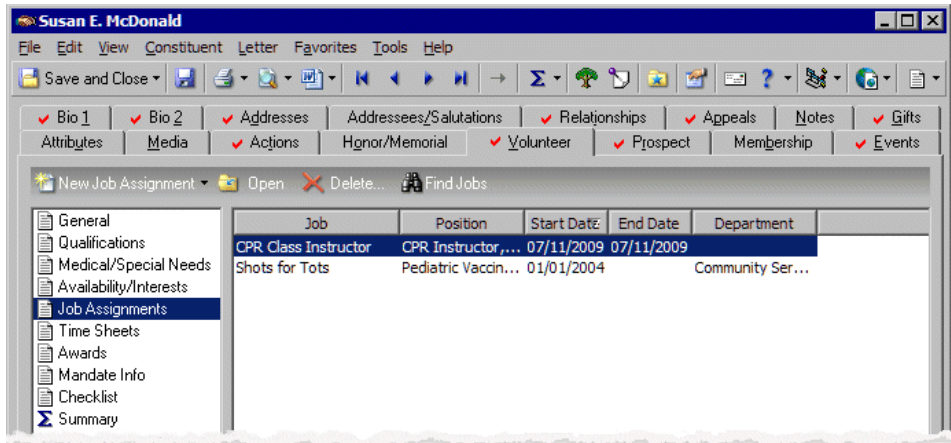 Susan E. McDonald
File Edit View Constituent Letter Favorites Tools Help
Save and Close
Bio 1 Bio 2 Addresses Addressees/Salutations Relationships Appeals Notes Gifts
Attributes Media Actions Honor/Memorial Volunteer Prospect Membership Events
New Job Assignment Open Delete... Find Jobs
General
Qualifications
Medical/Special Needs
Availability/Interests
Job Assignments
Time Sheets
Awards
Mandate Info
Checklist
Summary
Job Position Start Date End Date Department
CPR Class Instructor CPR Instructor,... 07/11/2009 07/11/2009
Shots for Tots Pediatric Vaccin... 01/01/2004 Community Ser...